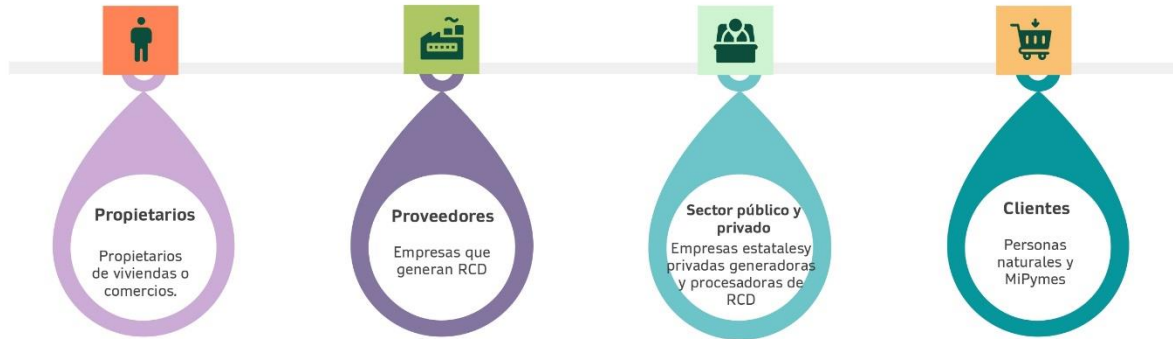 Propietarios
Propietarios
de viviendas o
comercios.
Proveedores
Empresas que
generan RCD
Sector público y
privado
Empresas estatalesy
privadas generadoras
y procesadoras de
RCD
Clientes
Personas
naturales y
MiPymes